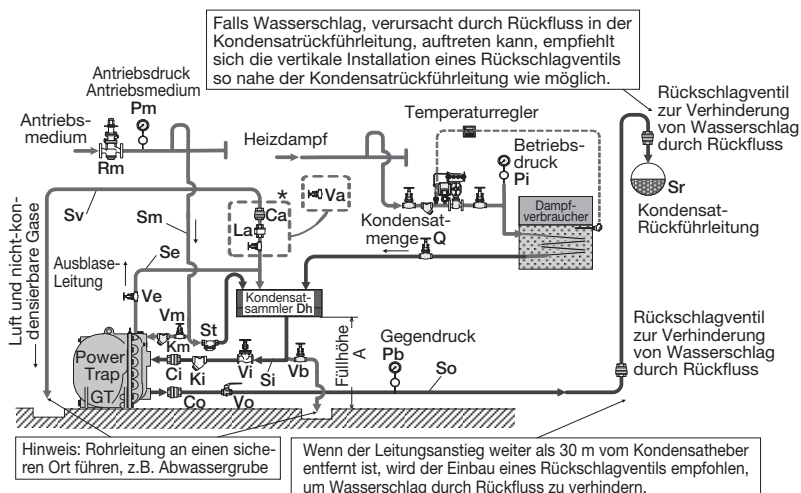 Falls Wasserschlag, verursacht durch Rückfluss in der
Kondensatrückführleitung, auftreten kann, empfiehlt
sich die vertikale Installation eines Rückschlagventils
so nahe der Kondensatrückführleitung wie möglich.
Antriebsdruck
Antriebsmedium
Pm
Antriebs-
medium
Rm
Heizdampf
Temperaturregler
Betriebs-
druck
Pi
Rückschlagventil
zur Verhinderung
von Wasserschlag
durch Rückfluss
Sr
Kondensat-
Rückführleitung
Dampf-
verbraucher
Kondensat-
menge Q
*
Va
Ca
La
Sv
Sm
Se
Luft und nicht-kon-
densierbare Gase
Ausblase-
Leitung
Ve
Vm
Km
St
Kondensat-
sammler Dh
Power
Trap
GT
Ci
Ki
Vi
Si
Vb
Füllhöhe
A
Gegendruck
Pb
So
Co
Vo
Rückschlagventil
zur Verhinderung
von Wasserschlag
durch Rückfluss
Hinweis: Rohrleitung an einen siche-
ren Ort führen, z.B. Abwassergrube
Wenn der Leitungsanstieg weiter als 30 m vom Kondensatheber
entfernt ist, wird der Einbau eines Rückschlagventils empfohlen,
um Wasserschlag durch Rückfluss zu verhindern.